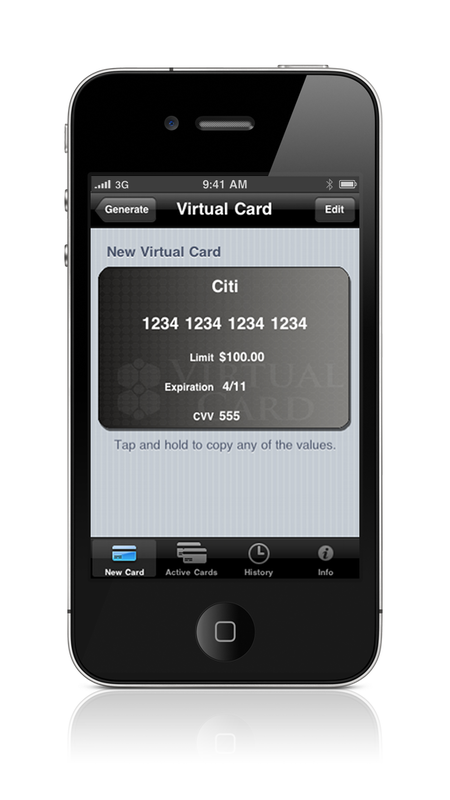 3G 9:41 AM
Generate Virtual Card Edit
New Virtual Card
Citi
1234 1234 1234 1234
Limit $100.00
VIRTUAL
Expiration 4/11
CARD
CVV 555
Tap and hold to copy any of the values.
New Card Active Cards History Info